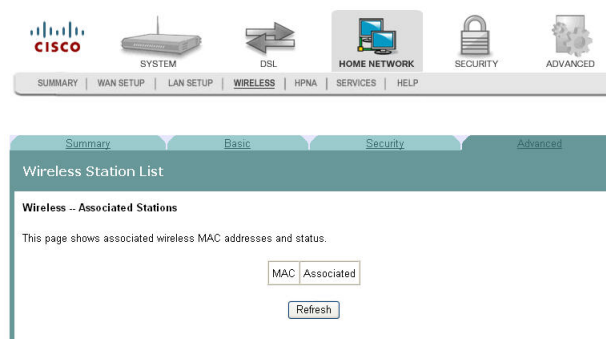 CISCO
SYSTEM DSL HOME NETWORK SECURITY ADVANCED
SUMMARY | WAN SETUP | LAN SETUP | WIRELESS | HPNA | SERVICES | HELP
Summary Basic Security Advanced
Wireless Station List
Wireless -- Associated Stations
This page shows associated wireless MAC addresses and status.
MAC Associated
Refresh